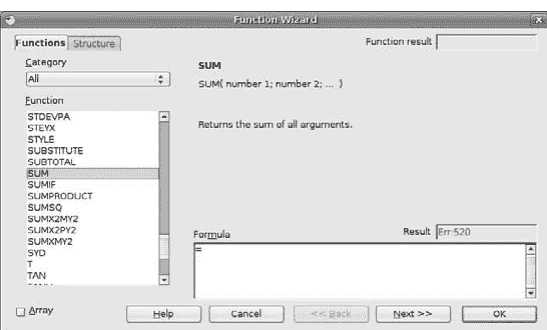 Function Wizard
Functions
Structure
Function result
Category
All
Function
STDEVPA
STEYX
STYLE
SUBSTITUTE
SUBTOTAL
SUM
SUMIF
SUMPRODUCT
SUMSQ
SUMX2MY2
SUMX2PY2
SUMXMY2
SYD
T
TAN
SUM
SUM( number 1; number 2; ... )
Returns the sum of all arguments.
Formula
Result
Err:520
=
Array
Help
Cancel
<< Back
Next >>
OK